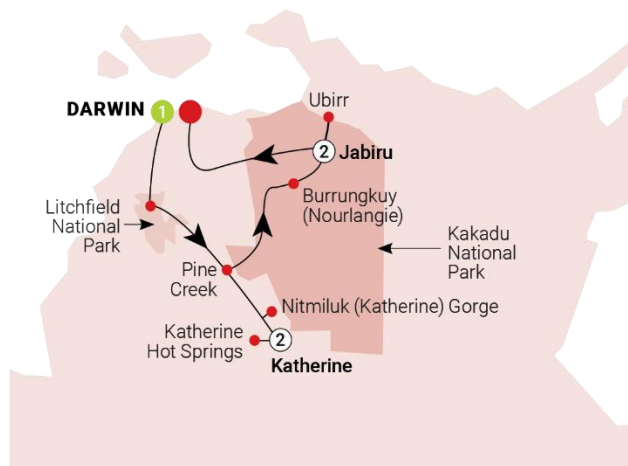 Ubirr
DARWIN 1
2 Jabiru
Burrungkuy
(Nourlangie)
Litchfield
National
Park
Kakadu
National
Park
Pine
Creek
Nitmiluk (Katherine) Gorge
Katherine
Hot Springs
2
Katherine